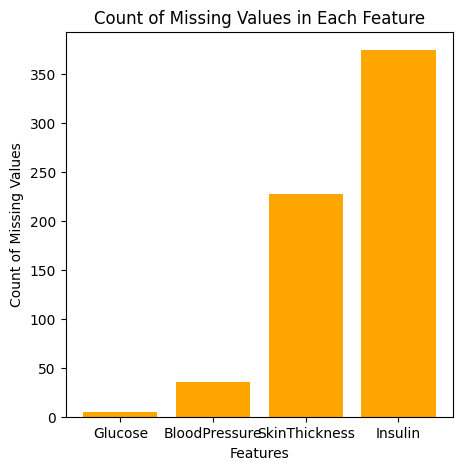 Count of Missing Values in Each Feature
Count of Missing Values
350
300
250
200
150
100
50
0
Glucose BloodPressure SkinThickness Insulin
Features